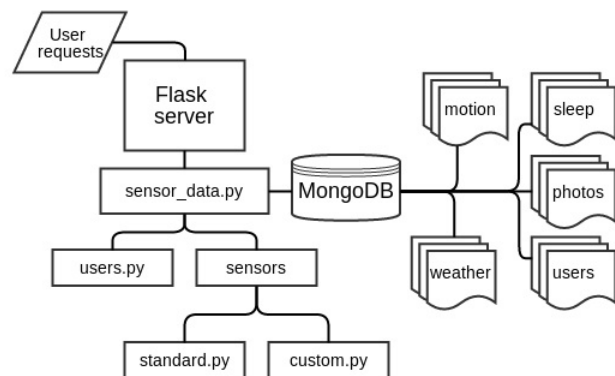 User
requests
Flask
server
sensor_data.py
MongoDB
motion
sleep
photos
weather
users
users.py
sensors
standard.py
custom.py